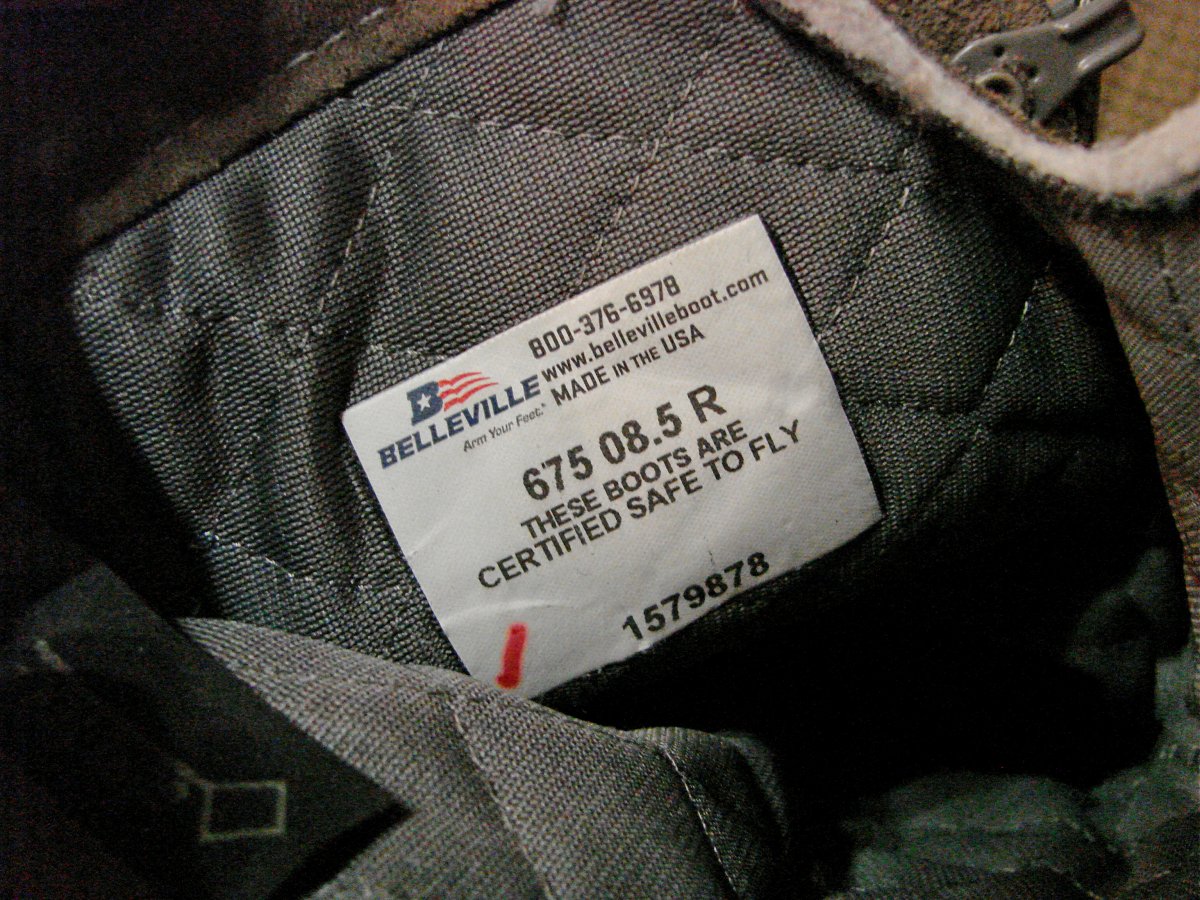 800-376-6978
www.bellevilleboot.com
MADE IN THE USA
BELLEVILLE
Arm Your Feet.™
675 08.5 R
THESE BOOTS ARE
CERTIFIED SAFE TO FLY
1579878